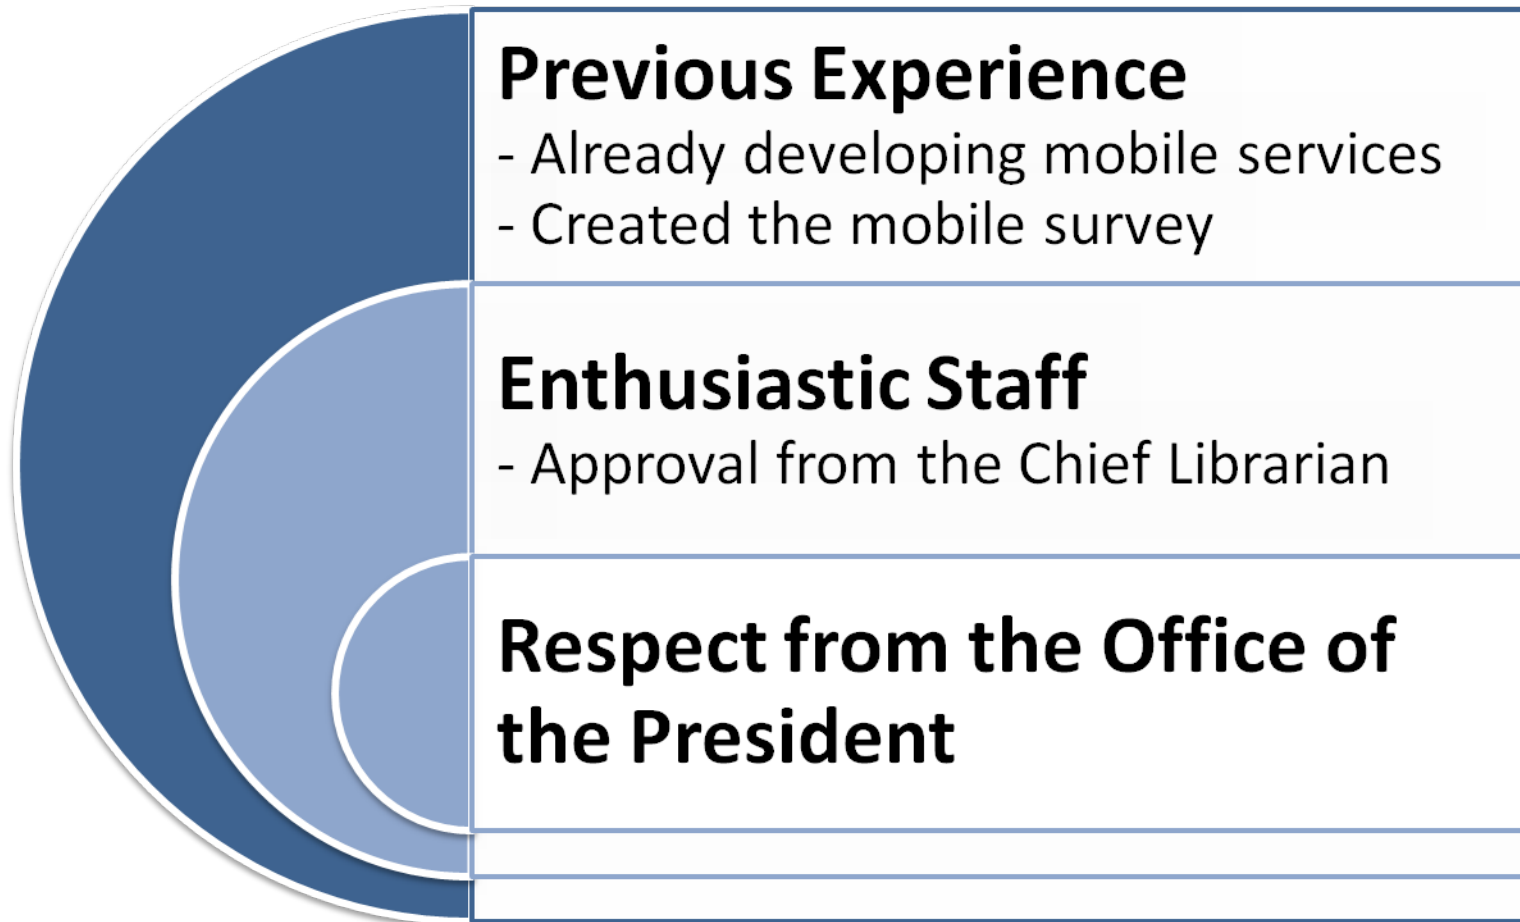 Previous Experience
- Already developing mobile services
- Created the mobile survey
Enthusiastic Staff
- Approval from the Chief Librarian
Respect from the Office of
the President